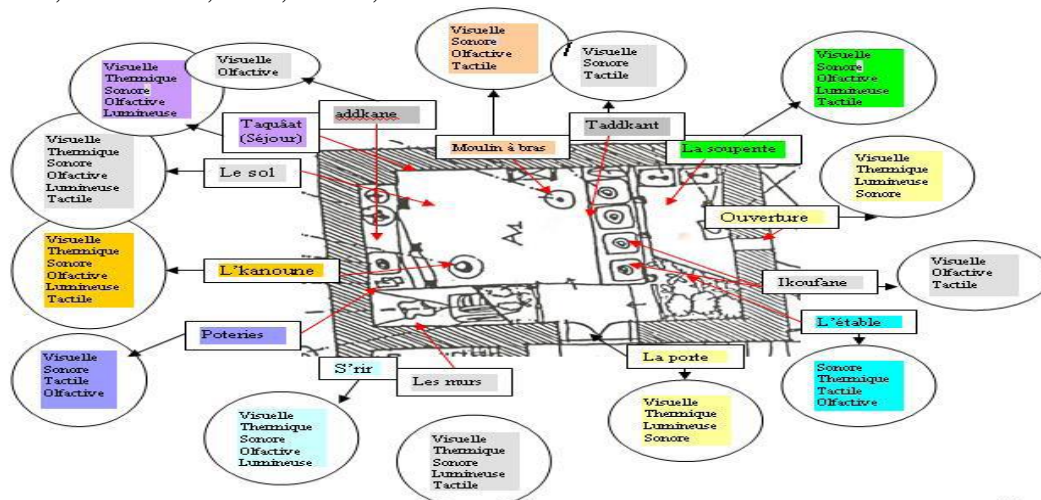 Visuelle
Sonore
Olfactive
Tactile
Visuelle
Olfactive
Visuelle
Thermique
Sonore
Olfactive
Lumineuse
Visuelle
Sonore
Tactile
Visuelle
Sonore
Olfactive
Lumineuse
Tactile
addkane
Taquâat
(Séjour)
Moulin à bras
Taddkant
La soupente
Visuelle
Thermique
Sonore
Olfactive
Lumineuse
Tactile
Le sol
Visuelle
Thermique
Lumineuse
Sonore
Ouverture
A1
Visuelle
Thermique
Sonore
Olfactive
Lumineuse
Tactile
L'kanoune
Ikoufane
Visuelle
Olfactive
Tactile
Poteries
L'étable
Visuelle
Sonore
Tactile
Olfactive
S'rir
Les murs
La porte
Sonore
Thermique
Tactile
Olfactive
Visuelle
Thermique
Sonore
Olfactive
Lumineuse
Visuelle
Thermique
Sonore
Lumineuse
Tactile
Visuelle
Thermique
Lumineuse
Sonore